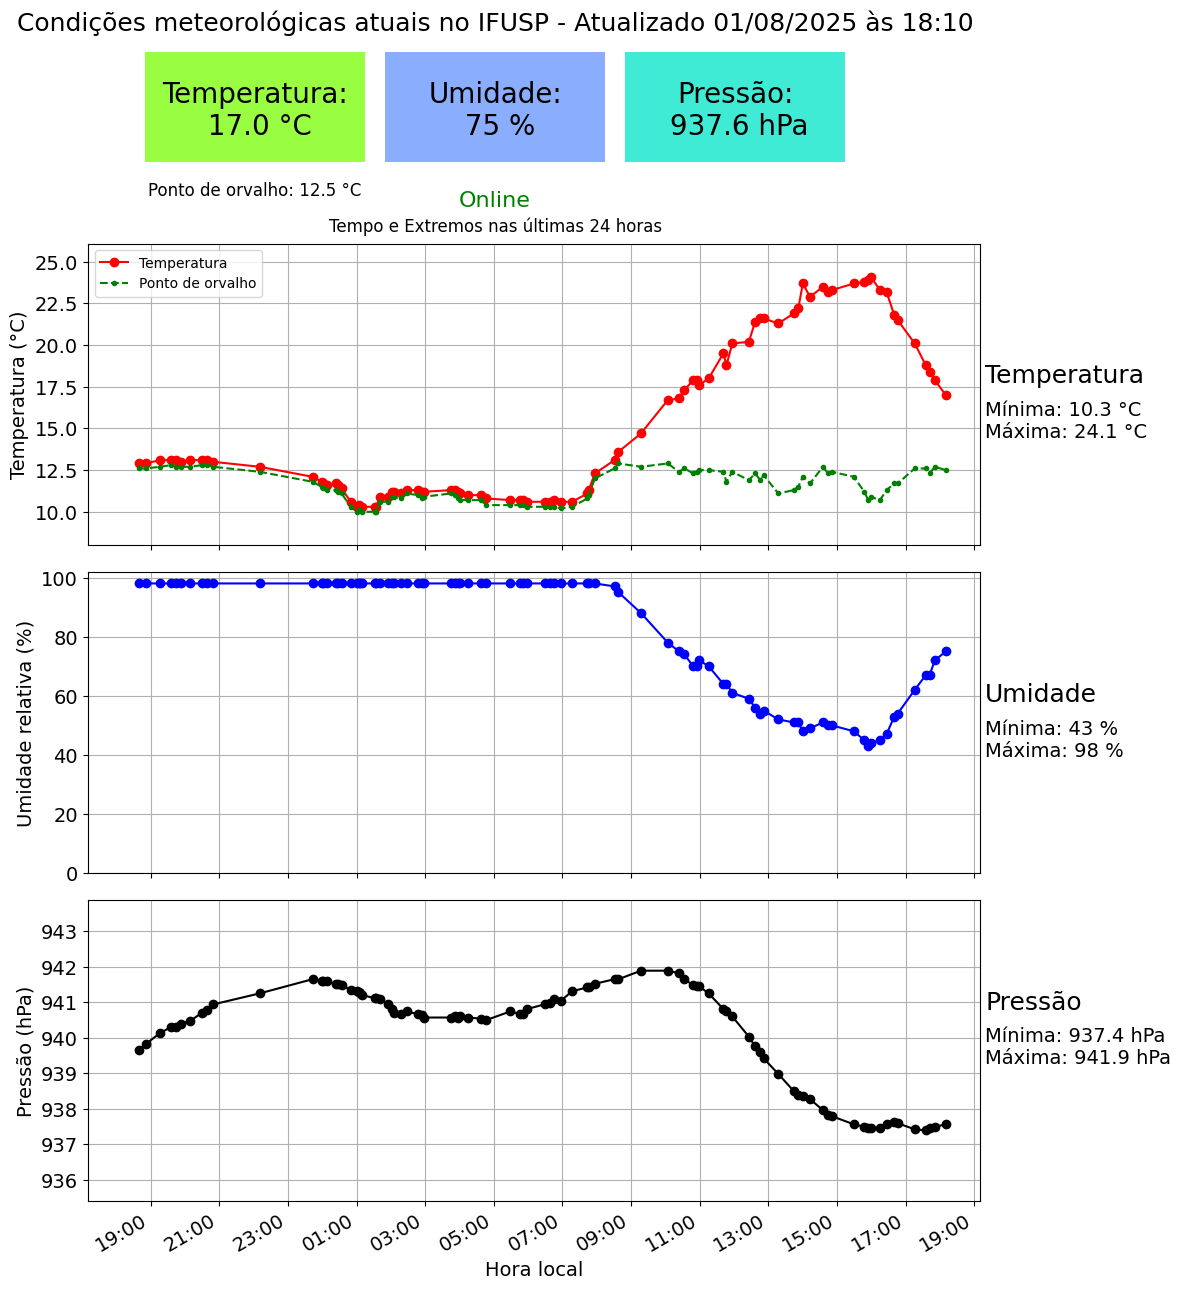 Condições meteorológicas atuais no IFUSP - Atualizado 01/08/2025 às 18:10
Temperatura:
17.0 °C
Umidade:
75 %
Pressão:
937.6 hPa
Ponto de orvalho: 12.5 °C
Online
Tempo e Extremos nas últimas 24 horas
Temperatura (°C)
25.0
22.5
20.0
17.5
15.0
12.5
10.0
Temperatura
Ponto de orvalho
Temperatura
Mínima: 10.3 °C
Máxima: 24.1 °C
Umidade relativa (%)
100
80
60
40
20
0
Umidade
Mínima: 43 %
Máxima: 98 %
Pressão (hPa)
943
942
941
940
939
938
937
936
Pressão
Mínima: 937.4 hPa
Máxima: 941.9 hPa
19:00
21:00
23:00
01:00
03:00
05:00
07:00
09:00
11:00
13:00
15:00
17:00
19:00
Hora local